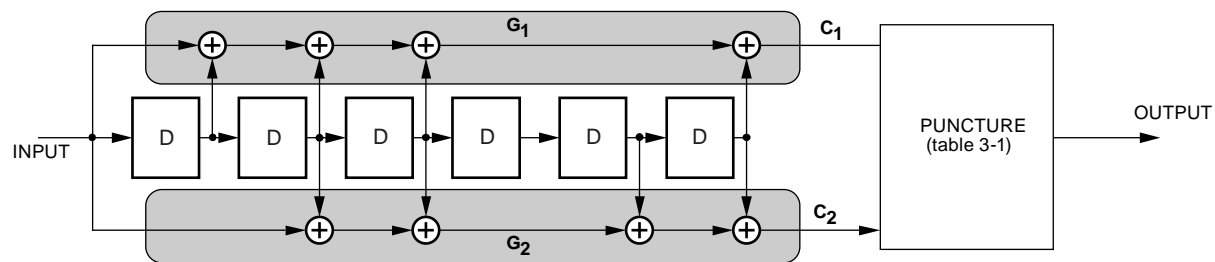 G1
C1
D D D D D D
INPUT
PUNCTURE
(table 3-1)
OUTPUT
G2
C2